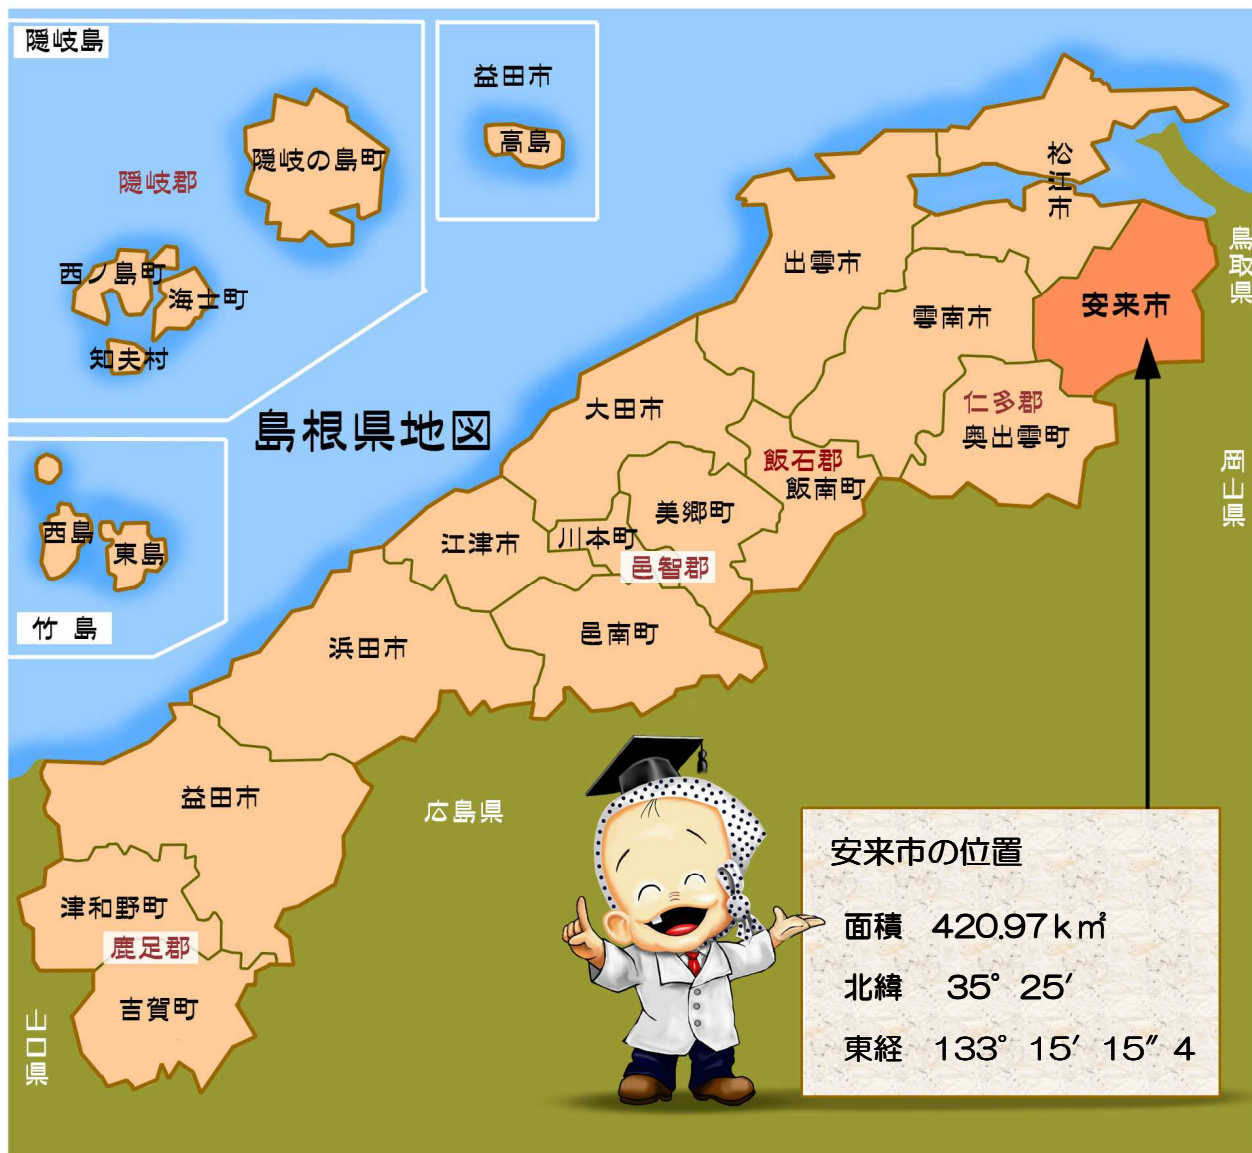 隠岐島
益田市
高島
隠岐の島町
隠岐郡
西ノ島町
海士町
知夫村
島根県地図
西島
東島
竹 島
松江市
出雲市
雲南市
安来市
鳥取県
大田市
仁多郡
奥出雲町
飯石郡
飯南町
岡山県
美郷町
川本町
江津市
邑智郡
邑南町
浜田市
益田市
広島県
津和野町
鹿足郡
吉賀町
山口県
安来市の位置
面積 420.97k㎡
北緯 35°25′
東経 133°15′15″4